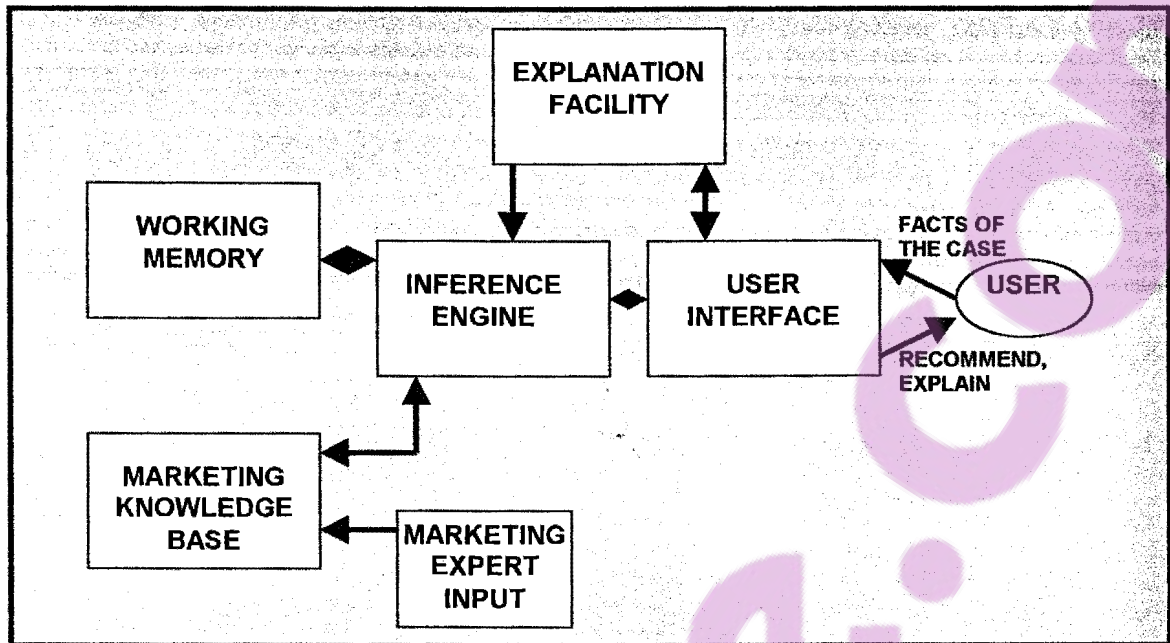 EXPLANATION
FACILITY
WORKING
MEMORY
INFERENCE
ENGINE
USER
INTERFACE
FACTS OF
THE CASE
USER
RECOMMEND,
EXPLAIN
MARKETING
KNOWLEDGE
BASE
MARKETING
EXPERT
INPUT